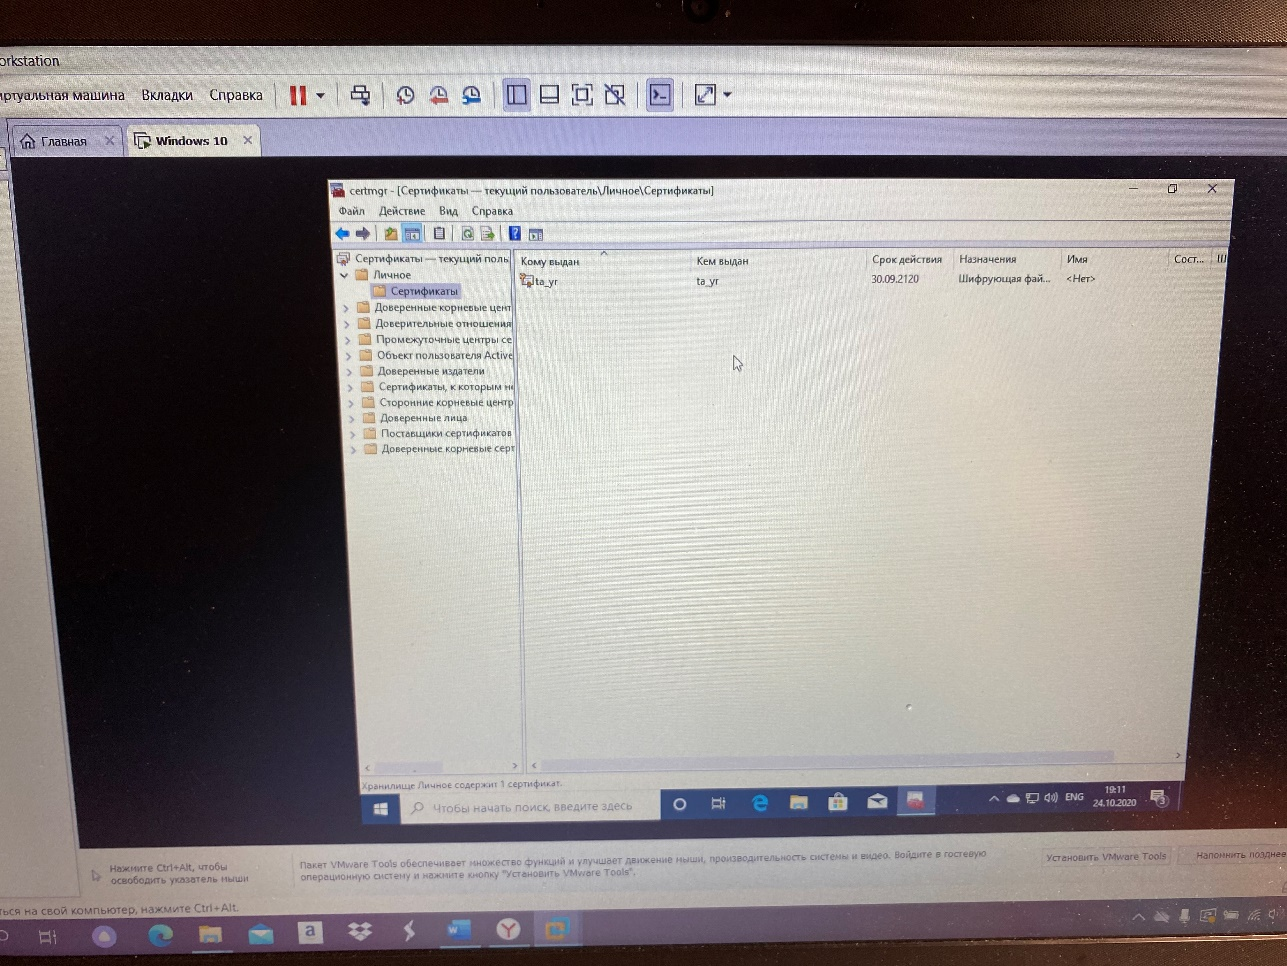 orkstation
иртуальная машина Вкладки Справка
Главная
Windows 10
certmgr - [Сертификаты — текущий пользователь\Личное\Сертификаты]
Файл Действие Вид Справка
Сертификаты — текущий поль
Личное
Сертификаты
Доверенные корневые цент
Доверительные отношения
Промежуточные центры се
Объект пользователя Active
Доверенные издатели
Сертификаты, к которым не
Сторонние корневые центр
Доверенные лица
Поставщики сертификатов
Доверенные корневые серт
Кому выдан Кем выдан Срок действия Назначения Имя Сост... Ш
ta_yr ta_yr 30.09.2120 Шифрующая фай... <Нет>
Хранилище Личное содержит 1 сертификат.
Чтобы начать поиск, введите здесь
ENG
19:11
24.10.2020
3
Нажмите Ctrl+Alt, чтобы
освободить указатель мыши
Пакет VMware Tools обеспечивает множество функций и улучшает движение мыши, производительность системы и видео. Войдите в гостевую
операционную систему и нажмите кнопку "Установить VMware Tools".
Установить VMware Tools
Напомнить позднее
ться на свой компьютер, нажмите Ctrl+Alt.